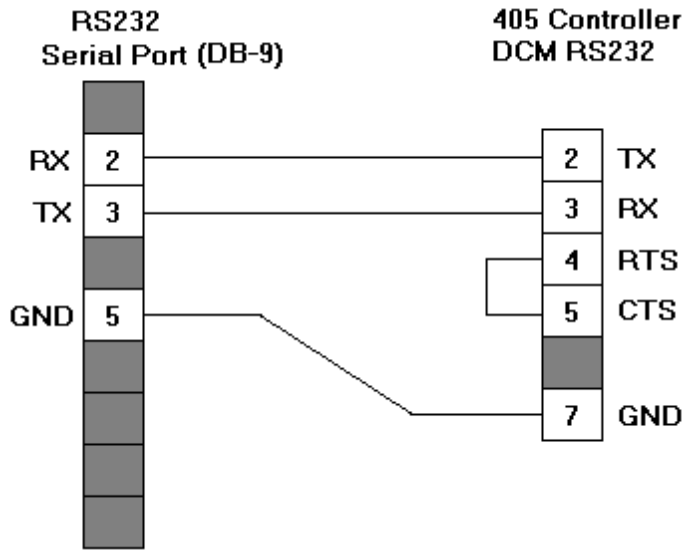 RS232
Serial Port (DB-9)
405 Controller
DCM RS232
RX 2 2 TX
TX 3 3 RX
4 RTS
GND 5 5 CTS
7 GND